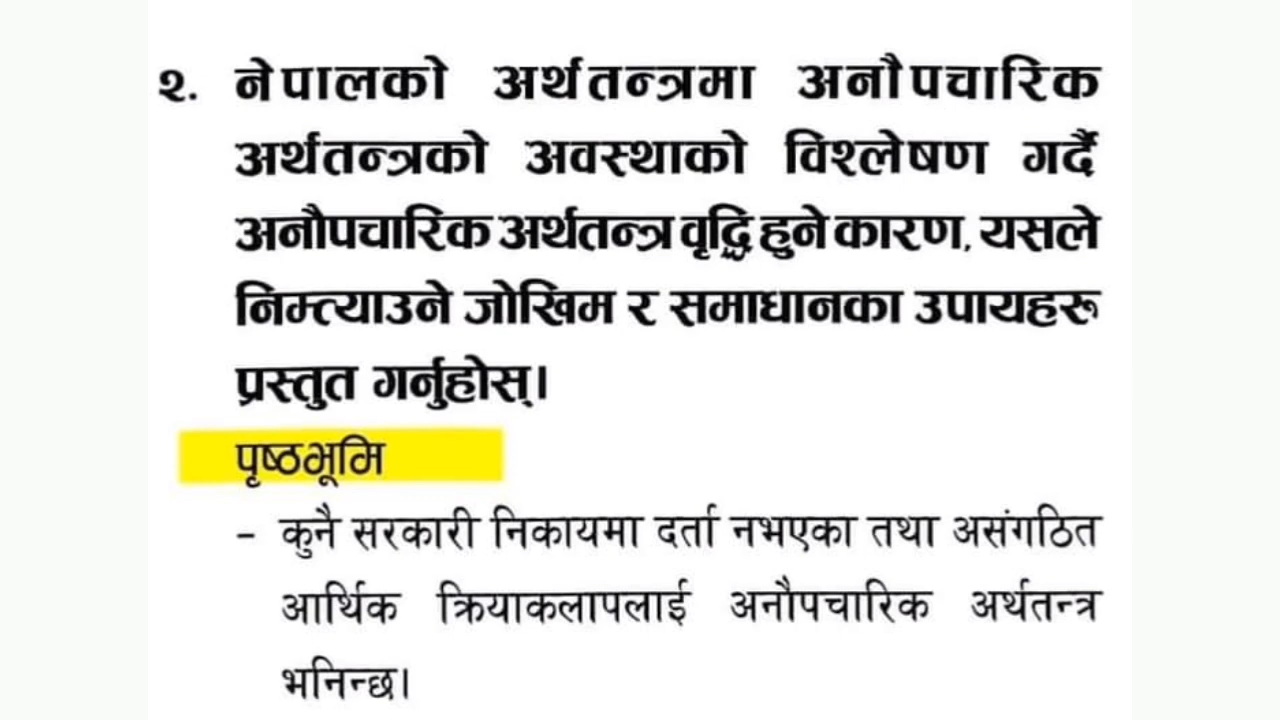 २. नेपालको अर्थतन्त्रमा अनौपचारिक
अर्थतन्त्रको अवस्थाको विश्लेषण गर्दै
अनौपचारिक अर्थतन्त्र वृद्धि हुने कारण, यसले
निम्त्याउने जोखिम र समाधानका उपायहरू
प्रस्तुत गर्नुहोस्।
पृष्ठभूमि
- कुनै सरकारी निकायमा दर्ता नभएका तथा असंगठित
आर्थिक क्रियाकलापलाई अनौपचारिक अर्थतन्त्र
भनिन्छ।